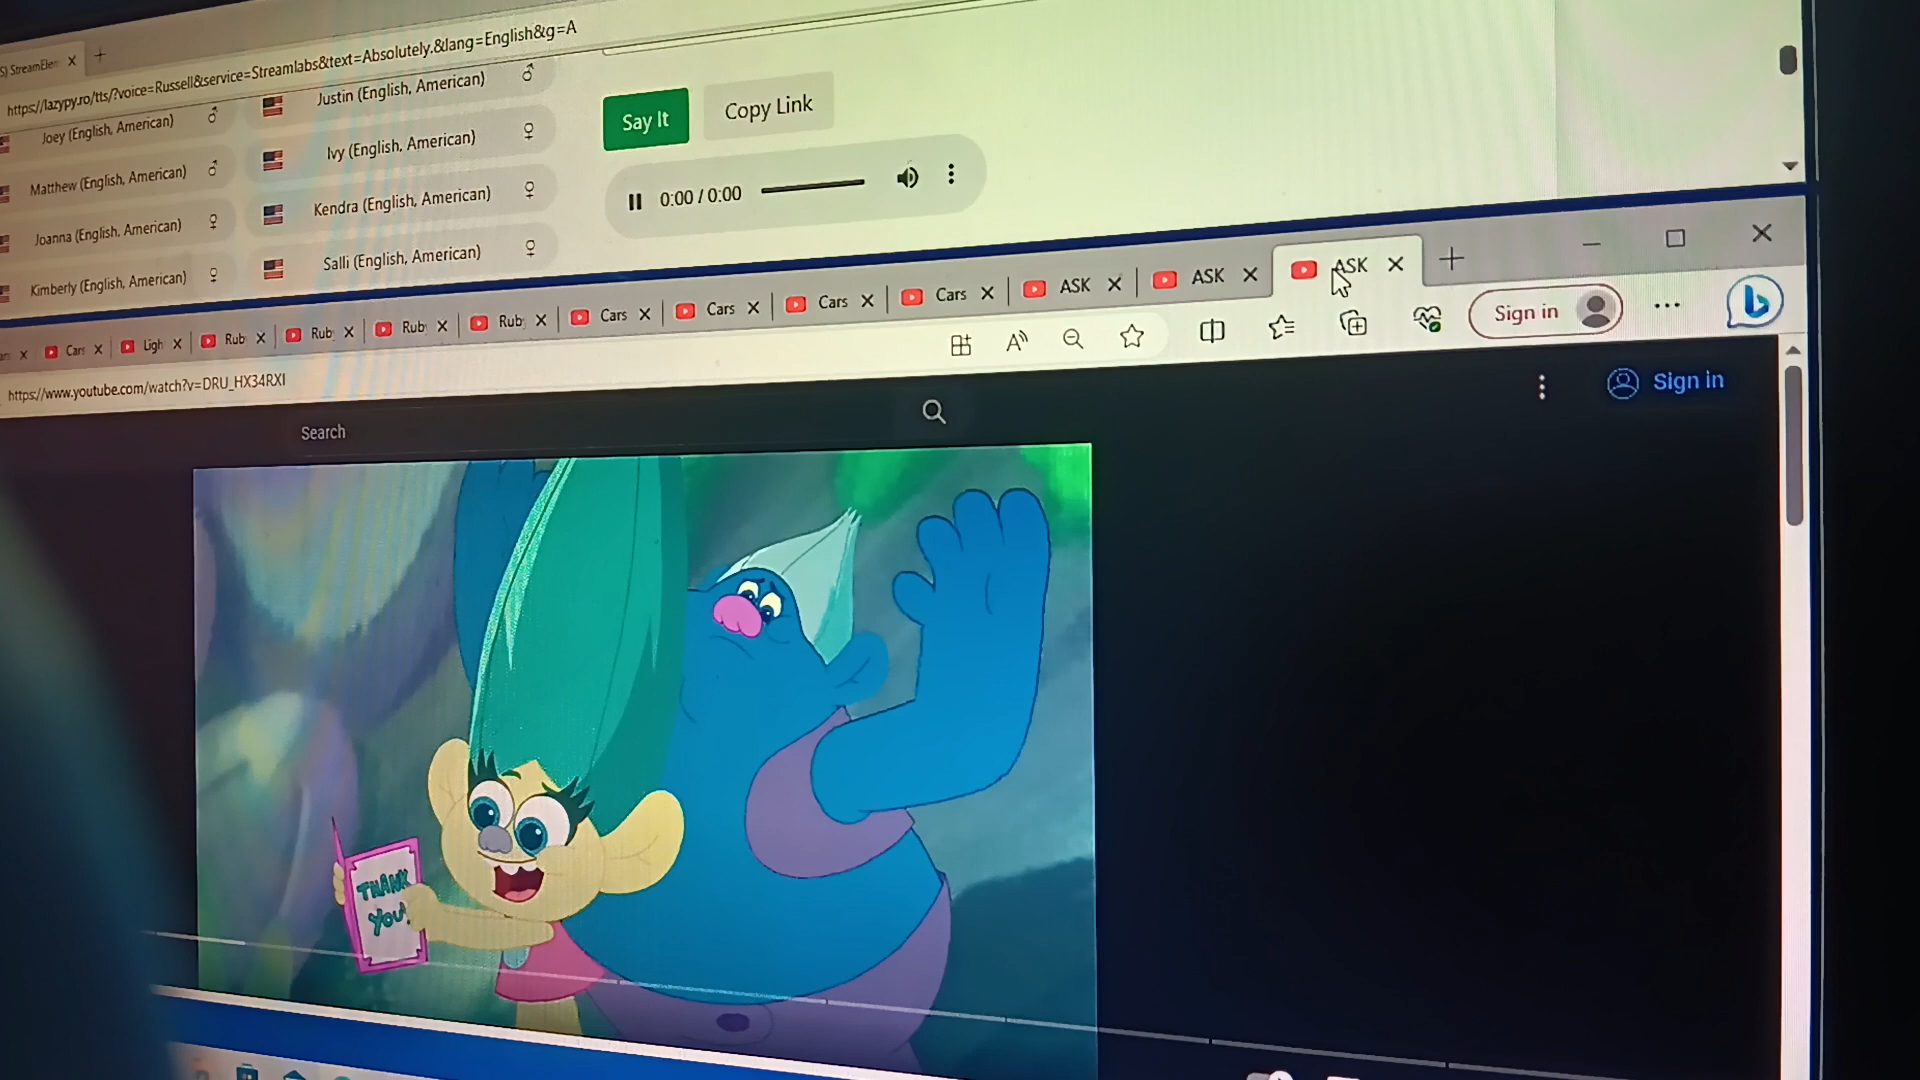 S) StreamElem
https://lazypy.ro/tts/?voice=Russell&service=Streamlabs&text=Absolutely.&lang=English&g=A
Joey (English, American)
Justin (English, American)
Matthew (English, American)
Ivy (English, American)
Joanna (English, American)
Kendra (English, American)
Kimberly (English, American)
Salli (English, American)
Say It
Copy Link
0:00 / 0:00
Cars
Ligh
Rub
Rub
Rub
Rub
Cars
Cars
Cars
Cars
ASK
ASK
ASK
Sign in
https://www.youtube.com/watch?v=DRU_HX34RXI
Search
Sign in
THANK
YOU!